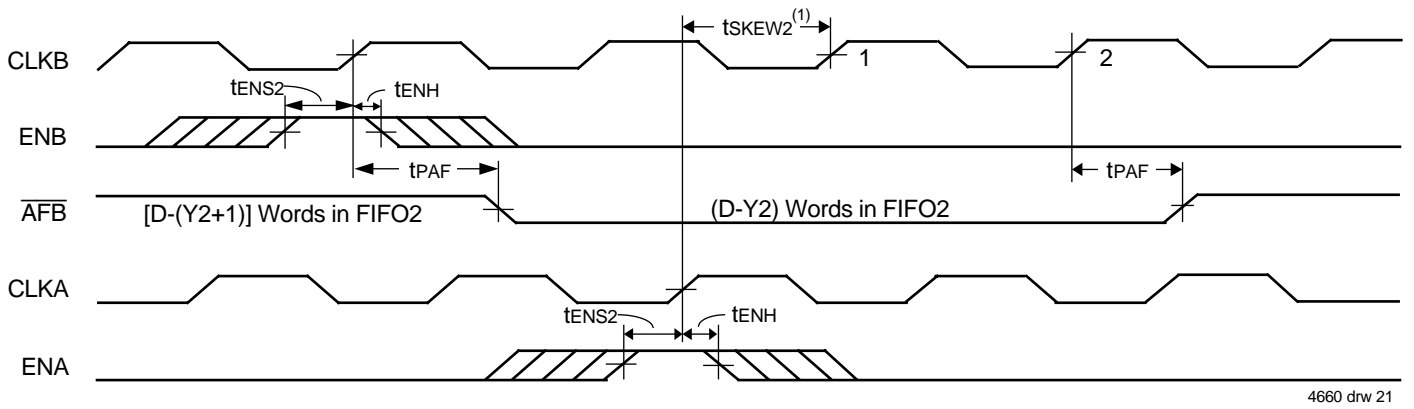 tSKEW2(1)
CLKB
1
2
tENS2
tENH
ENB
tPAF
tPAF
AFB
[D-(Y2+1)] Words in FIFO2
(D-Y2) Words in FIFO2
CLKA
tENS2
tENH
ENA
4660 drw 21